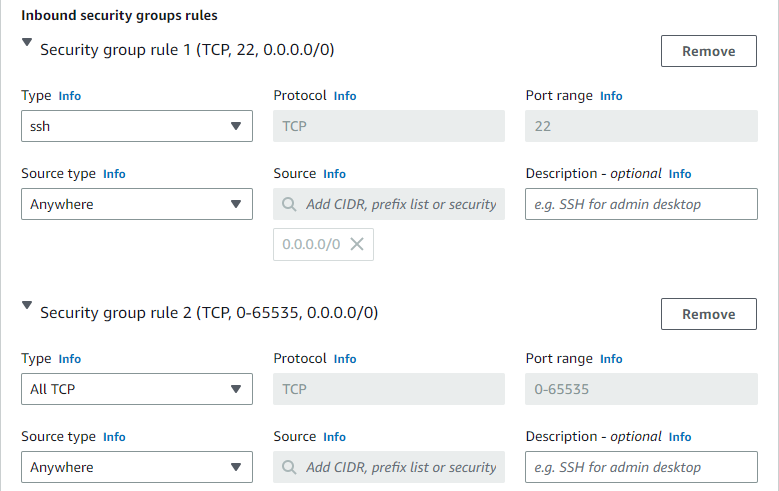 Inbound security groups rules
Security group rule 1 (TCP, 22, 0.0.0.0/0)
Remove
Type Info
Protocol Info
Port range Info
ssh
TCP
22
Source type Info
Source Info
Description - optional Info
Anywhere
Add CIDR, prefix list or security
e.g. SSH for admin desktop
0.0.0.0/0
Security group rule 2 (TCP, 0-65535, 0.0.0.0/0)
Remove
Type Info
Protocol Info
Port range Info
All TCP
TCP
0-65535
Source type Info
Source Info
Description - optional Info
Anywhere
Add CIDR, prefix list or security
e.g. SSH for admin desktop